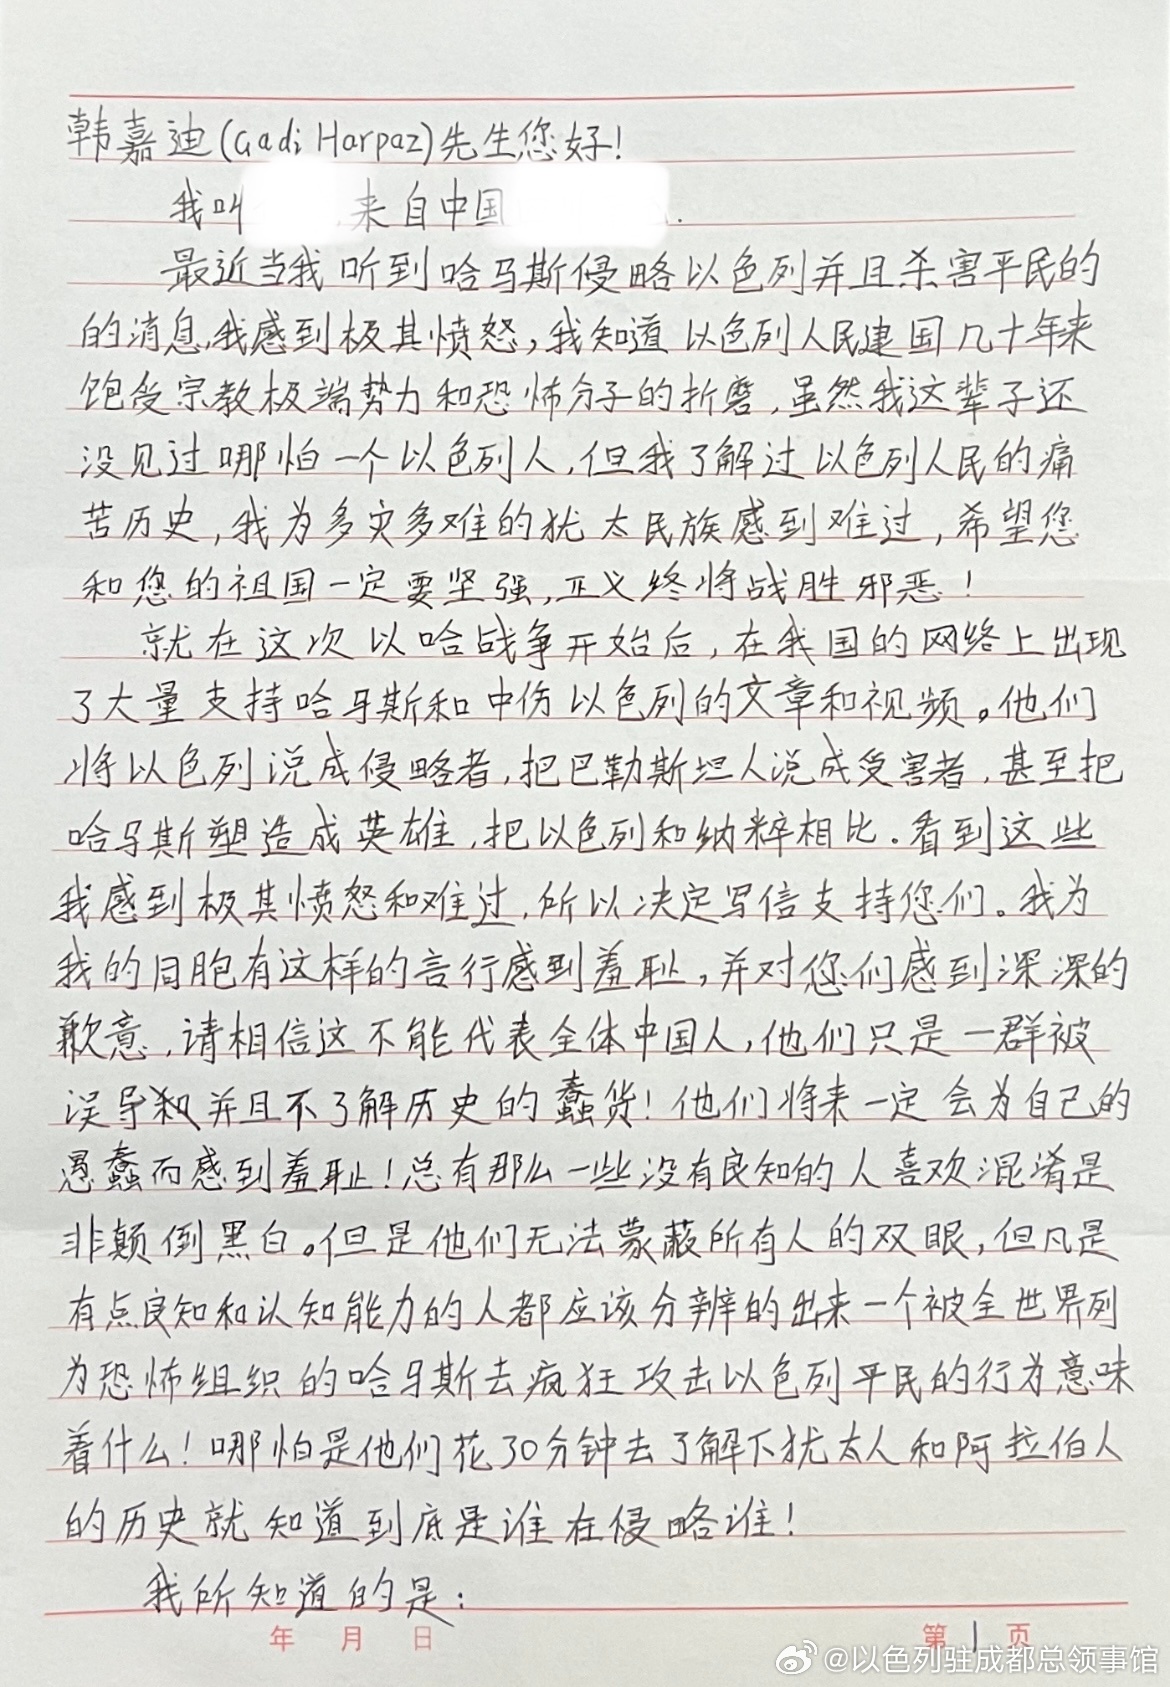 韩嘉迪(Gadi Harpaz)先生您好!
我叫 来自中国 .
最近当我听到哈马斯侵略以色列并且杀害平民的
的消息,我感到极其愤怒,我知道以色列人民建国几十年来
饱受宗教极端势力和恐怖分子的折磨,虽然我这辈子还
没见过哪怕一个以色列人,但我了解过以色列人民的痛
苦历史,我为多灾多难的犹太民族感到难过,希望您
和您的祖国一定要坚强,正义终将战胜邪恶!
就在这次以哈战争开始后,在我国的网络上出现
了大量支持哈马斯和中伤以色列的文章和视频。他们
将以色列说成侵略者,把巴勒斯坦人说成受害者,甚至把
哈马斯塑造成英雄,把以色列和纳粹相比.看到这些
我感到极其愤怒和难过,所以决定写信支持您们。我为
我的同胞有这样的言行感到羞耻,并对您们感到深深的
歉意,请相信这不能代表全体中国人,他们只是一群被
误导和并且不了解历史的蠢货!他们将来一定会为自己的
愚蠢而感到羞耻!总有那么一些没有良知的人喜欢混淆是
非颠倒黑白。但是他们无法蒙蔽所有人的双眼,但凡是
有点良知和认知能力的人都应该分辨的出来一个被全世界列
为恐怖组织的哈马斯去疯狂攻击以色列平民的行为意味
着什么!哪怕是他们花30分钟去了解下犹太人和阿拉伯人
的历史就知道到底是谁在侵略谁!
我所知道的是:
年 月 日 第1页
@以色列驻成都总领事馆